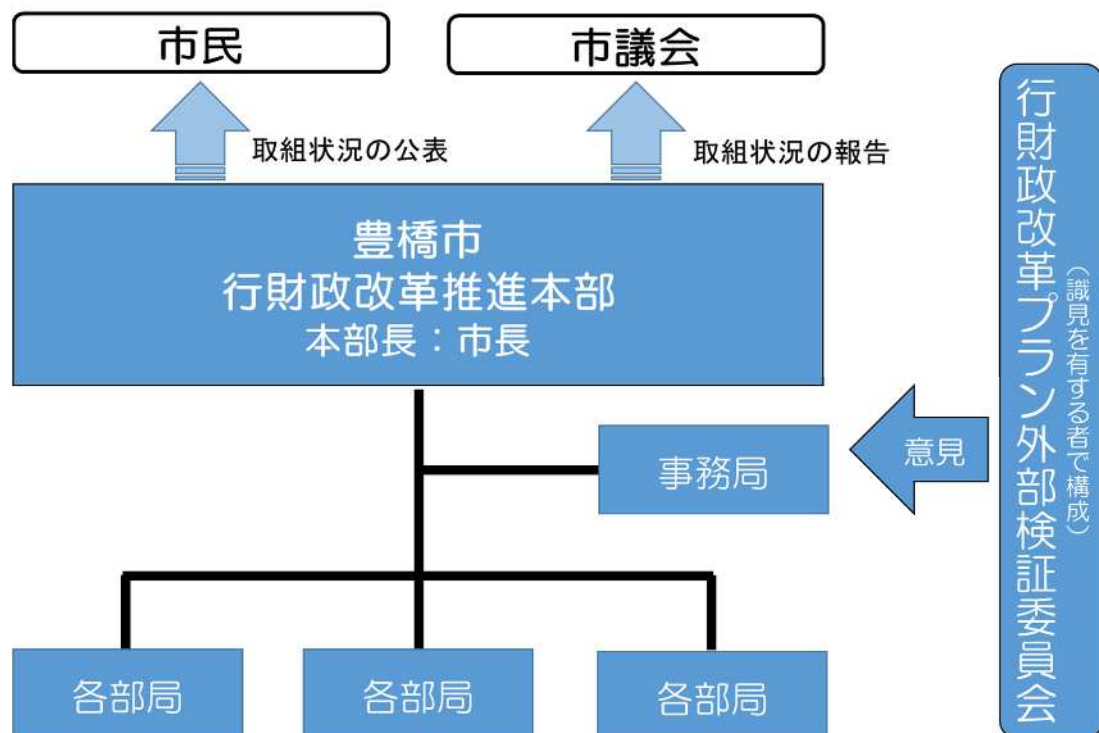 市民
市議会
取組状況の公表
取組状況の報告
豊橋市
行財政改革推進本部
本部長：市長
事務局
意見
各部局
各部局
各部局
行財政改革プラン外部検証委員会
（識見を有する者で構成）